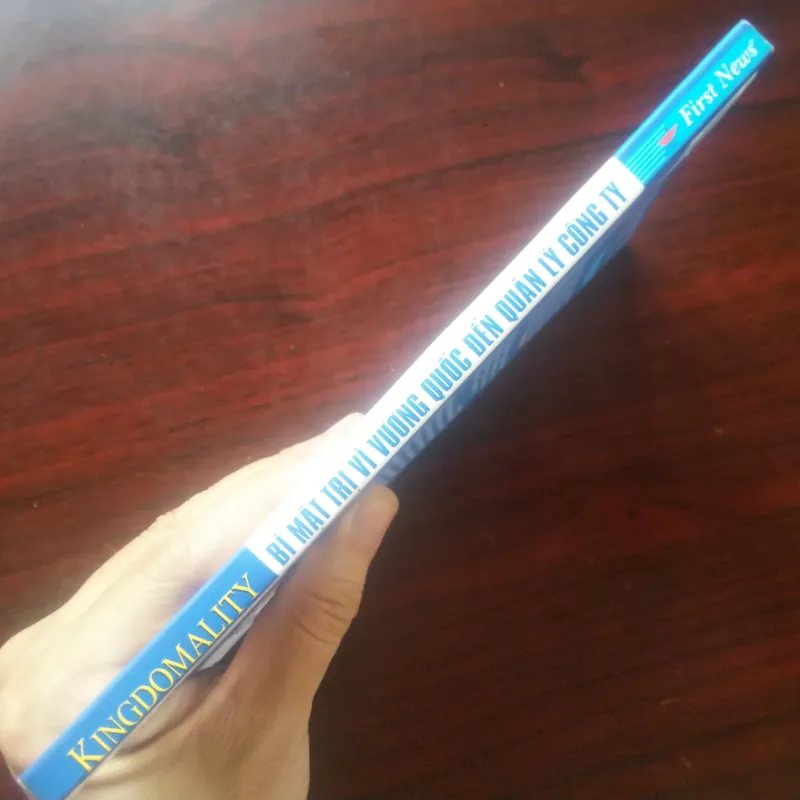 KINGDOMALITY
BÍ MẬT TRỊ VÌ VƯƠNG QUỐC ĐẾN QUẢN LÝ CÔNG TY
First News